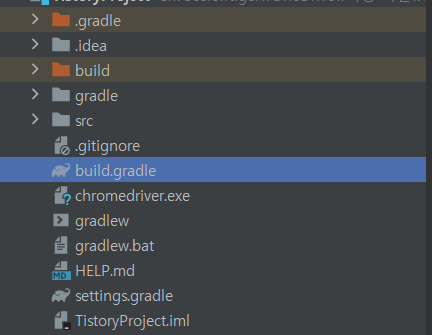 .gradle
.idea
build
gradle
src
.gitignore
build.gradle
chromedriver.exe
gradlew
gradlew.bat
MD HELP.md
settings.gradle
TistoryProject.iml